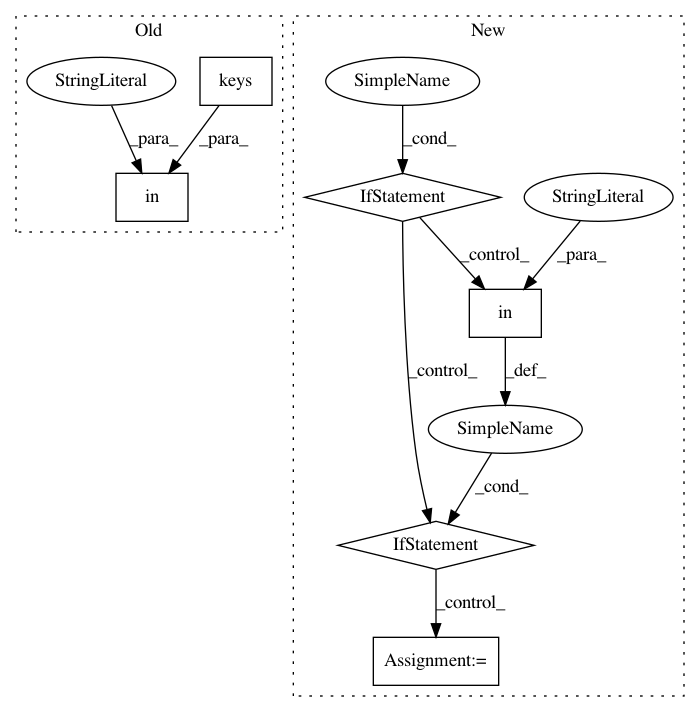 Old
StringLiteral
keys
_para_
_para_
in
New
SimpleName
_cond_
IfStatement
StringLiteral
_control_
_para_
in
_control_
_def_
SimpleName
_cond_
IfStatement
_control_
Assignment:=